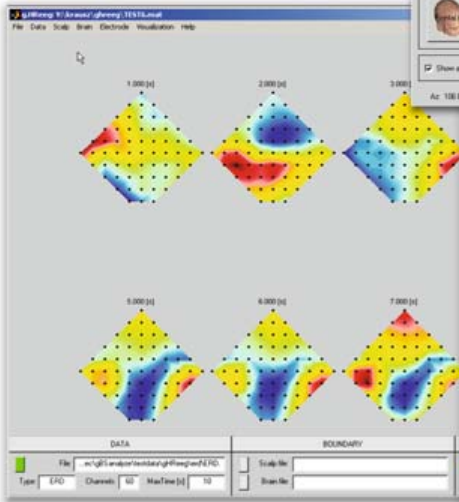 File Data Scalp Brain Electrode Visualization Help
Show
1.000 [s] 2.000 [s] 3.000 [s]
5.000 [s] 6.000 [s] 7.000 [s]
DATA BOUNDARY
File Scalp file
Type ERD Channels 60 MaxTime [s] 10 Brain file